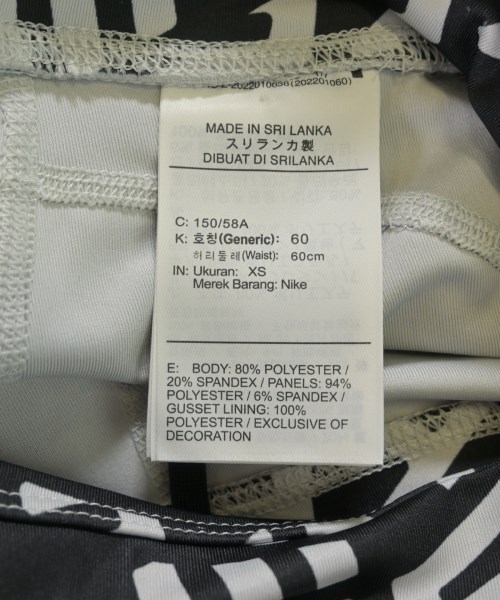 (202201060)
MADE IN SRI LANKA
スリランカ製
DIBUAT DI SRILANKA
C: 150/58A
K: 호칭(Generic): 60
허리둘레(Waist): 60cm
IN: Ukuran: XS
Merek Barang: Nike
E: BODY: 80% POLYESTER /
20% SPANDEX / PANELS: 94%
POLYESTER / 6% SPANDEX /
GUSSET LINING: 100%
POLYESTER / EXCLUSIVE OF
DECORATION